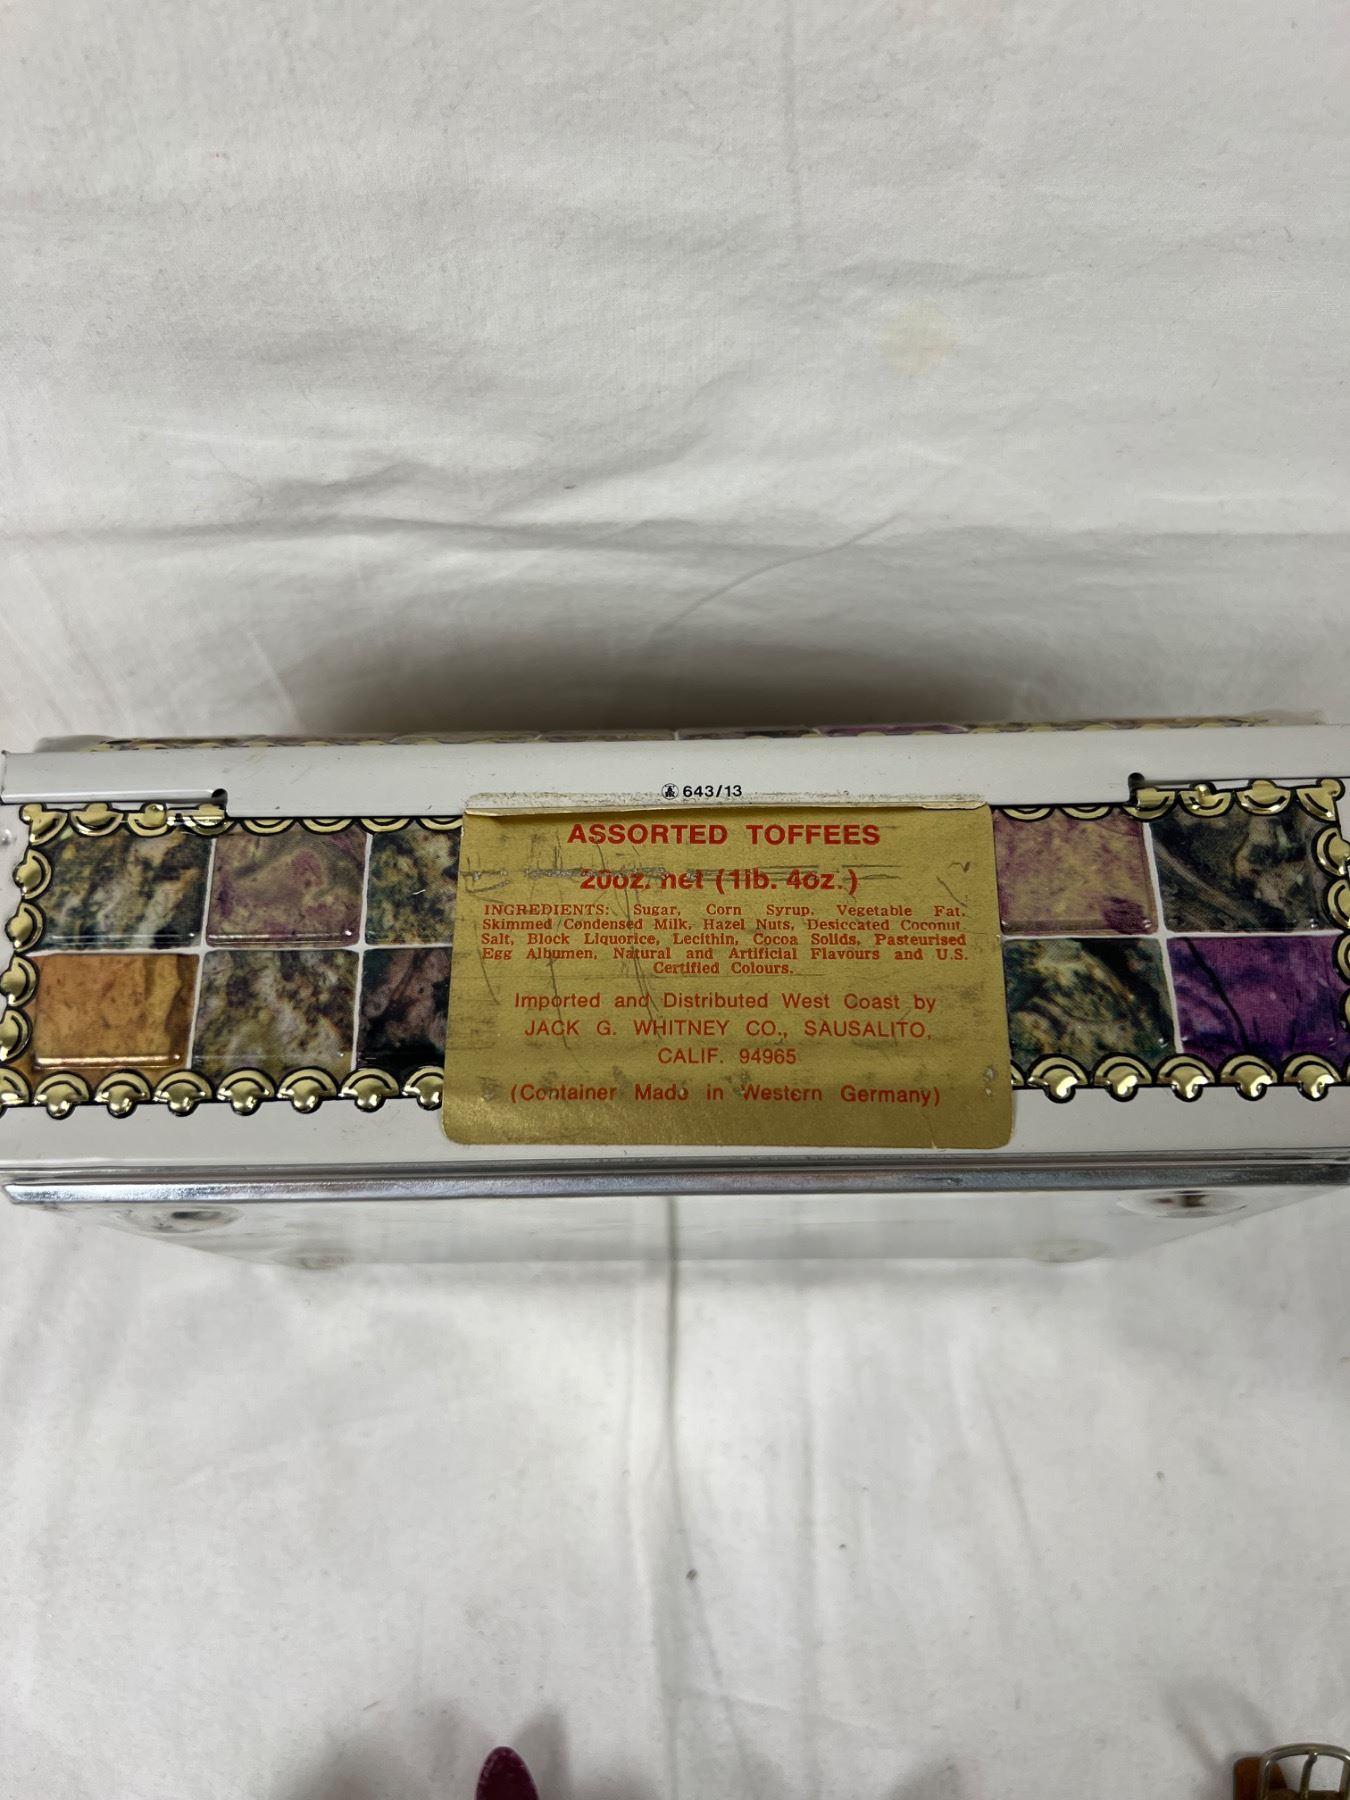 643/13
ASSORTED TOFFEES
20oz. net (1lb. 4oz.)
INGREDIENTS: Sugar, Corn Syrup, Vegetable Fat,
Skimmed Condensed Milk, Hazel Nuts, Desiccated Coconut,
Salt, Block Liquorice, Lecithin, Cocoa Solids, Pasteurised
Egg Albumen, Natural and Artificial Flavours and U.S.
Certified Colours.
Imported and Distributed West Coast by
JACK G. WHITNEY CO., SAUSALITO,
CALIF. 94965
(Container Made in Western Germany)